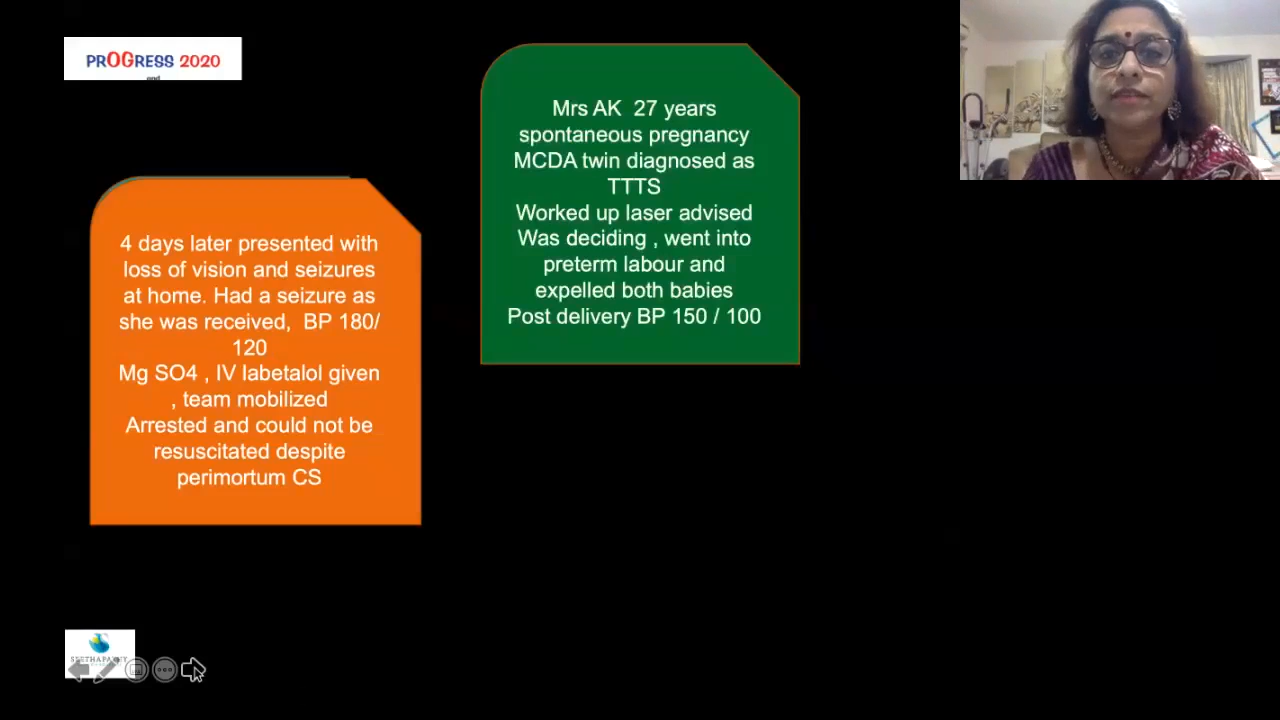 PROGRESS 2020
and
Mrs AK 27 years
spontaneous pregnancy
MCDA twin diagnosed as
TTTS
Worked up laser advised
Was deciding , went into
preterm labour and
expelled both babies
Post delivery BP 150 / 100
4 days later presented with
loss of vision and seizures
at home. Had a seizure as
she was received, BP 180/
120
Mg SO4 , IV labetalol given
, team mobilized
Arrested and could not be
resuscitated despite
perimortum CS